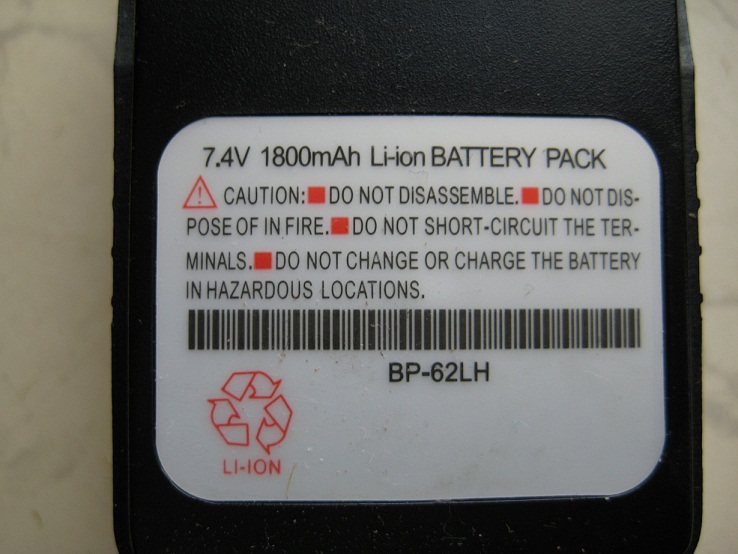 7.4V 1800mAh Li-ion BATTERY PACK
CAUTION: DO NOT DISASSEMBLE. DO NOT DIS-
POSE OF IN FIRE. DO NOT SHORT-CIRCUIT THE TER-
MINALS. DO NOT CHANGE OR CHARGE THE BATTERY
IN HAZARDOUS LOCATIONS.
BP-62LH
LI-ION